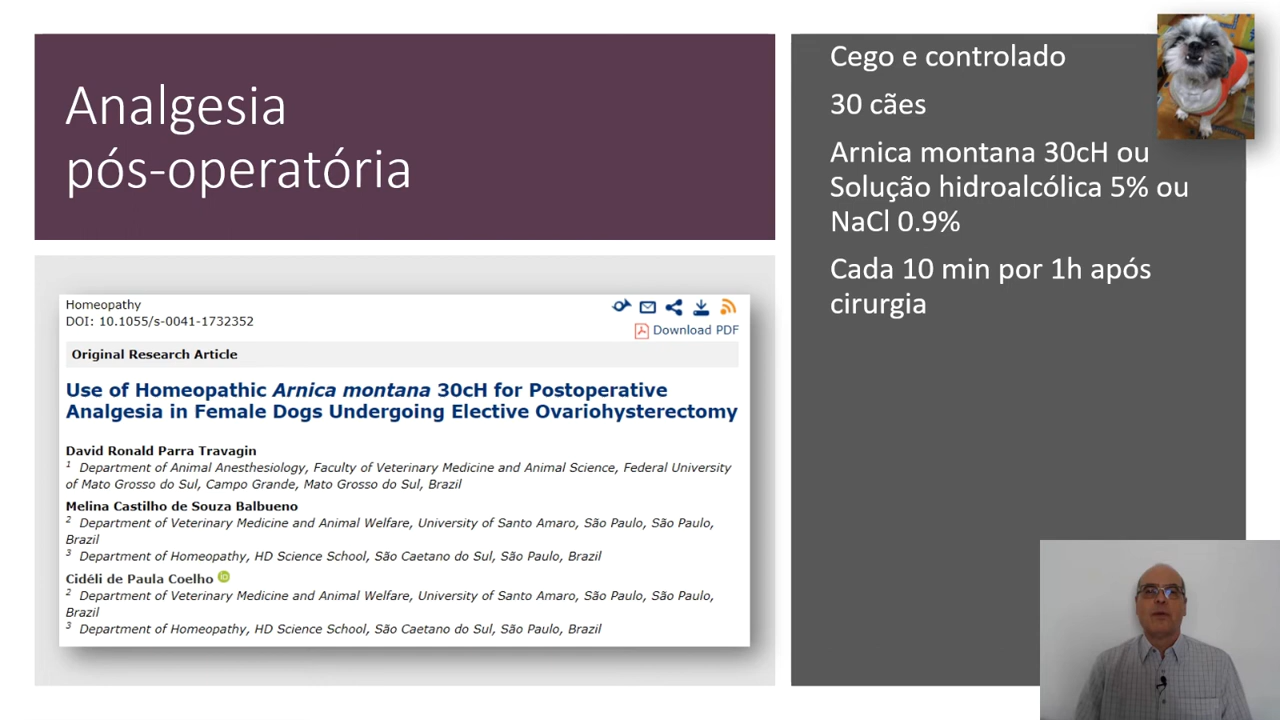 Analgesia
pós-operatória
Homeopathy
DOI: 10.1055/s-0041-1732352
Download PDF
Original Research Article
Use of Homeopathic Arnica montana 30cH for Postoperative
Analgesia in Female Dogs Undergoing Elective Ovariohysterectomy
David Ronald Parra Travagin
1 Department of Animal Anesthesiology, Faculty of Veterinary Medicine and Animal Science, Federal University
of Mato Grosso do Sul, Campo Grande, Mato Grosso do Sul, Brazil
Melina Castilho de Souza Balbueno
2 Department of Veterinary Medicine and Animal Welfare, University of Santo Amaro, São Paulo, São Paulo,
Brazil
3 Department of Homeopathy, HD Science School, São Caetano do Sul, São Paulo, Brazil
Cidéli de Paula Coelho iD
2 Department of Veterinary Medicine and Animal Welfare, University of Santo Amaro, São Paulo, São Paulo,
Brazil
3 Department of Homeopathy, HD Science School, São Caetano do Sul, São Paulo, Brazil
Cego e controlado
30 cães
Arnica montana 30cH ou
Solução hidroalcólica 5% ou
NaCl 0.9%
Cada 10 min por 1h após
cirurgia